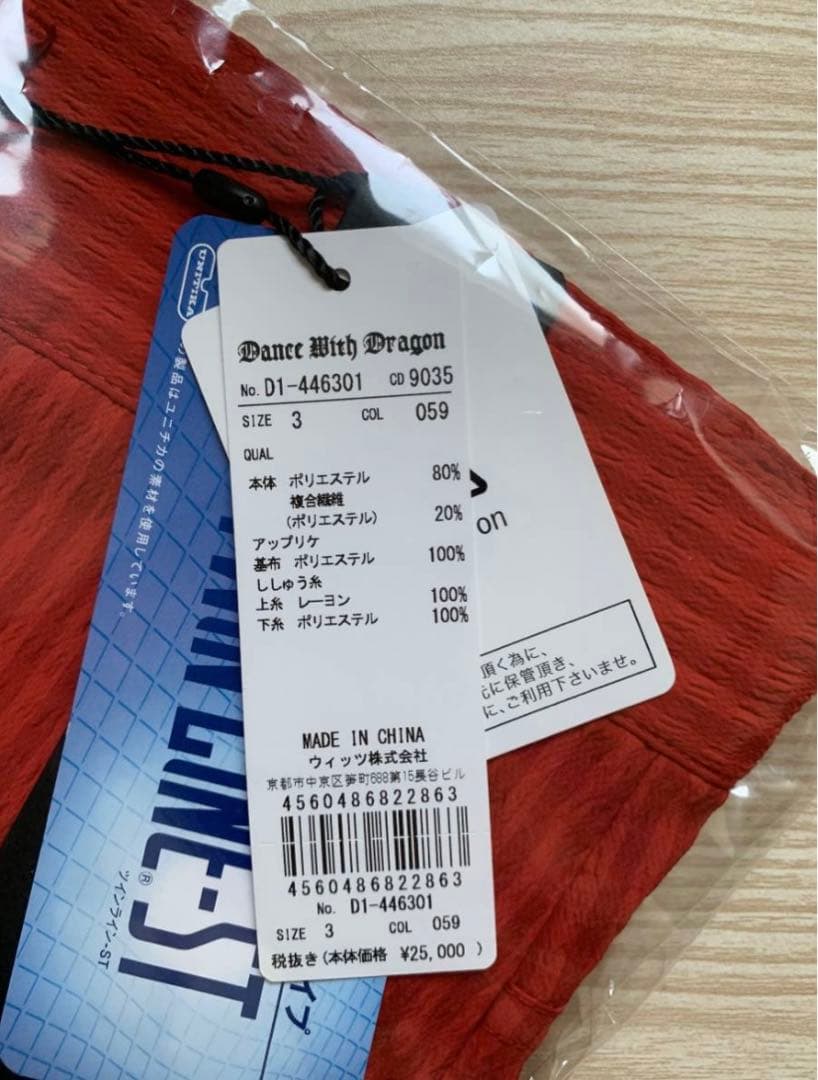 Dance With Dragon
No. D1-446301 CD 9035
SIZE 3 COL 059
QUAL
本体 ポリエステル 80%
複合繊維
(ポリエステル) 20%
アップリケ
基布 ポリエステル 100%
ししゅう糸
上糸 レーヨン 100%
下糸 ポリエステル 100%
MADE IN CHINA
ウィッツ株式会社
京都市中京区笋町688第15長谷ビル
4560486822863
4560486822863
No. D1-446301
SIZE 3 COL 059
税抜き(本体価格 ¥25,000 )
UNITIKA
製品はユニチカの素材を使用しています。
LINE-ST
®
ツインライン-ST
イプ
on
頂く為に、
元に保管頂き、
に、ご利用下さいませ。